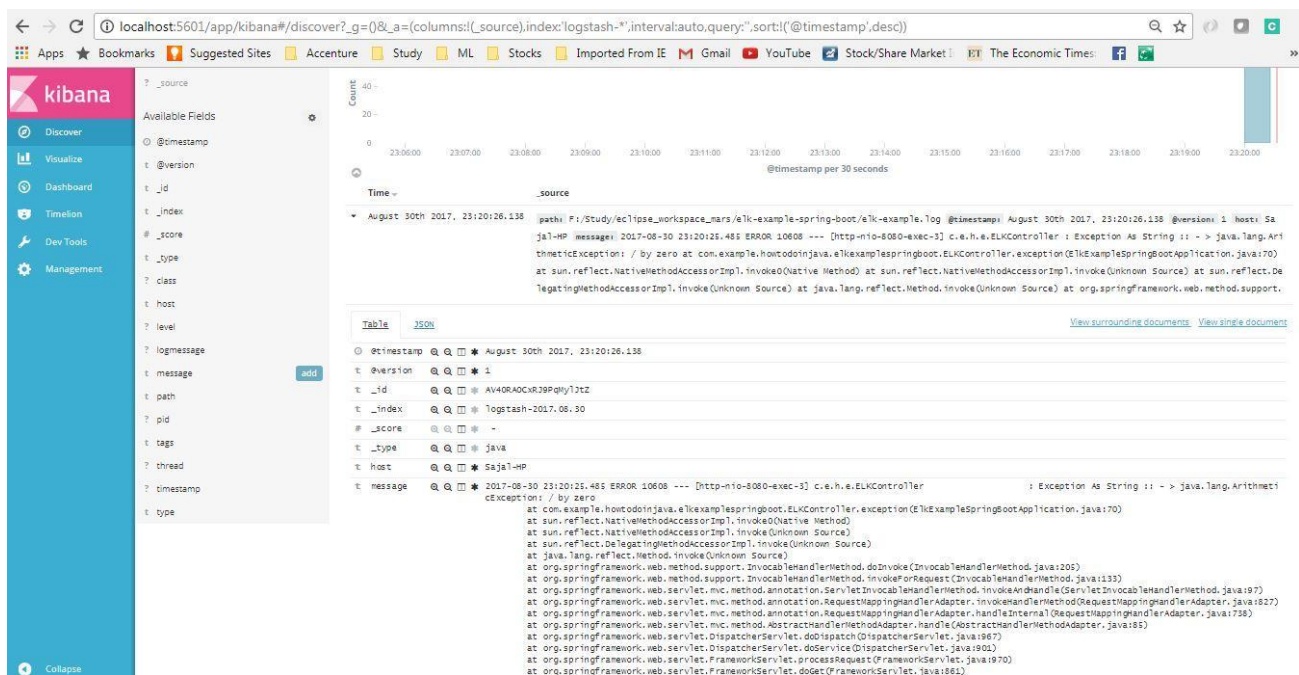 localhost:5601/app/kibana#/discover?_g=()&_a=(columns:!(_source),index:'logstash-*',interval:auto,query:'',sort:!('@timestamp',desc))
Apps Bookmarks Suggested Sites Accenture Study ML Stocks Imported From IE Gmail YouTube Stock/Share Market ET The Economic Times:
kibana
Discover
Visualize
Dashboard
Timelion
Dev Tools
Management
Collapse
? _source
Available Fields
@timestamp
t @version
t _id
t _index
# _score
t _type
? class
t host
? level
? logmessage
t message add
t path
? pid
t tags
? thread
? timestamp
t type
Count
40
20
0
23:06:00 23:07:00 23:08:00 23:09:00 23:10:00 23:11:00 23:12:00 23:13:00 23:14:00 23:15:00 23:16:00 23:17:00 23:18:00 23:19:00 23:20:00
@timestamp per 30 seconds
Time _source
August 30th 2017, 23:20:26.138 path: F:/Study/eclipse_workspace_mars/elk-example-spring-boot/elk-example.log @timestamp: August 30th 2017, 23:20:26.138 @version: 1 host: Sa
jal-HP message: 2017-08-30 23:20:25.485 ERROR 10608 --- [http-nio-8080-exec-3] c.e.h.e.ELKController : Exception As String :: - > java.lang.Ari
thmeticException: / by zero at com.example.howtodoinjava.elkexamplespringboot.ELKController.exception(ElkExampleSpringBootApplication.java:70)
at sun.reflect.NativeMethodAccessorImpl.invoke0(Native Method) at sun.reflect.NativeMethodAccessorImpl.invoke(Unknown Source) at sun.reflect.De
legatingMethodAccessorImpl.invoke(Unknown Source) at java.lang.reflect.Method.invoke(Unknown Source) at org.springframework.web.method.support.
Table JSON View surrounding documents View single document
@timestamp August 30th 2017, 23:20:26.138
t @version 1
t _id
t _index logstash-2017.08.30
# _score -
t _type java
t host Sajal-HP
t message 2017-08-30 23:20:25.485 ERROR 10608 --- [http-nio-8080-exec-3] c.e.h.e.ELKController : Exception As String :: - > java.lang.Arithmeti
cException: / by zero
at com.example.howtodoinjava.elkexamplespringboot.ELKController.exception(ElkExampleSpringBootApplication.java:70)
at sun.reflect.NativeMethodAccessorImpl.invoke0(Native Method)
at sun.reflect.NativeMethodAccessorImpl.invoke(Unknown Source)
at sun.reflect.DelegatingMethodAccessorImpl.invoke(Unknown Source)
at java.lang.reflect.Method.invoke(Unknown Source)
at org.springframework.web.method.support.InvocableHandlerMethod.doInvoke(InvocableHandlerMethod.java:205)
at org.springframework.web.method.support.InvocableHandlerMethod.invokeForRequest(InvocableHandlerMethod.java:133)
at org.springframework.web.servlet.mvc.method.annotation.ServletInvocableHandlerMethod.invokeAndHandle(ServletInvocableHandlerMethod.java:97)
at org.springframework.web.servlet.mvc.method.annotation.RequestMappingHandlerAdapter.invokeHandlerMethod(RequestMappingHandlerAdapter.java:827)
at org.springframework.web.servlet.mvc.method.annotation.RequestMappingHandlerAdapter.handleInternal(RequestMappingHandlerAdapter.java:738)
at org.springframework.web.servlet.mvc.method.AbstractHandlerMethodAdapter.handle(AbstractHandlerMethodAdapter.java:85)
at org.springframework.web.servlet.DispatcherServlet.doDispatch(DispatcherServlet.java:967)
at org.springframework.web.servlet.DispatcherServlet.doService(DispatcherServlet.java:901)
at org.springframework.web.servlet.FrameworkServlet.processRequest(FrameworkServlet.java:970)
at org.springframework.web.servlet.FrameworkServlet.doGet(FrameworkServlet.java:861)